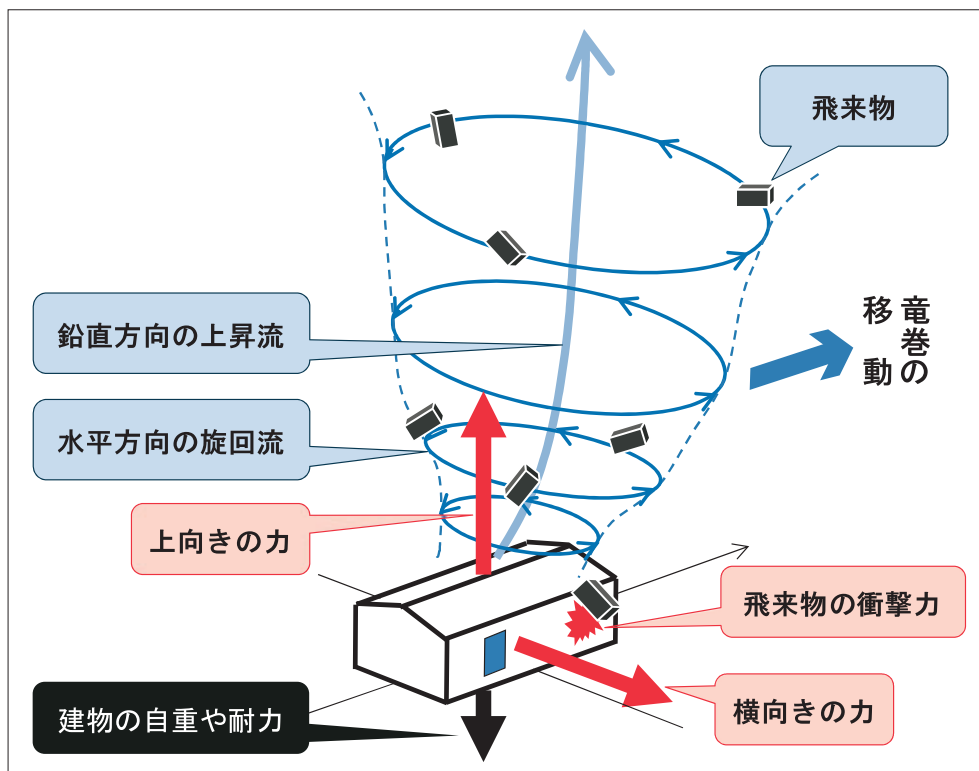 飛来物
竜巻の
移動
鉛直方向の上昇流
水平方向の旋回流
上向きの力
飛来物の衝撃力
横向きの力
建物の自重や耐力